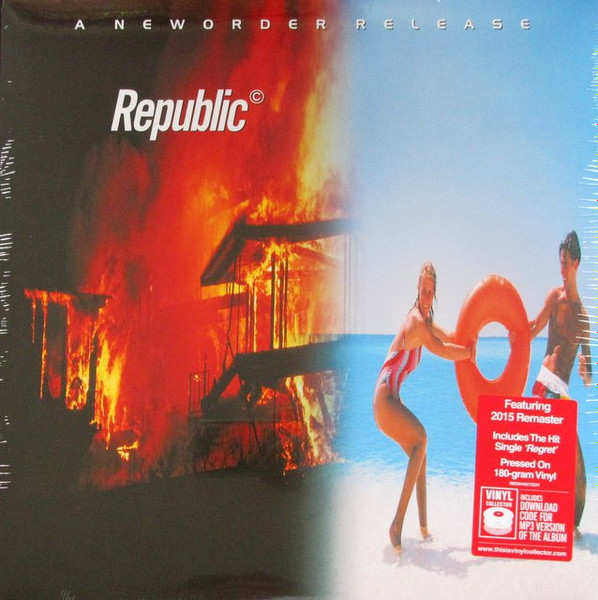 A NEWORDER RELEASE
Republic©
Featuring
2015 Remaster
Includes The Hit
Single 'Regret'
Pressed On
180-gram Vinyl
VINYL
COLLECTOR
INCLUDES
DOWNLOAD
CODE FOR
MP3 VERSION
OF THE ALBUM
www.thisisvinylcollector.com